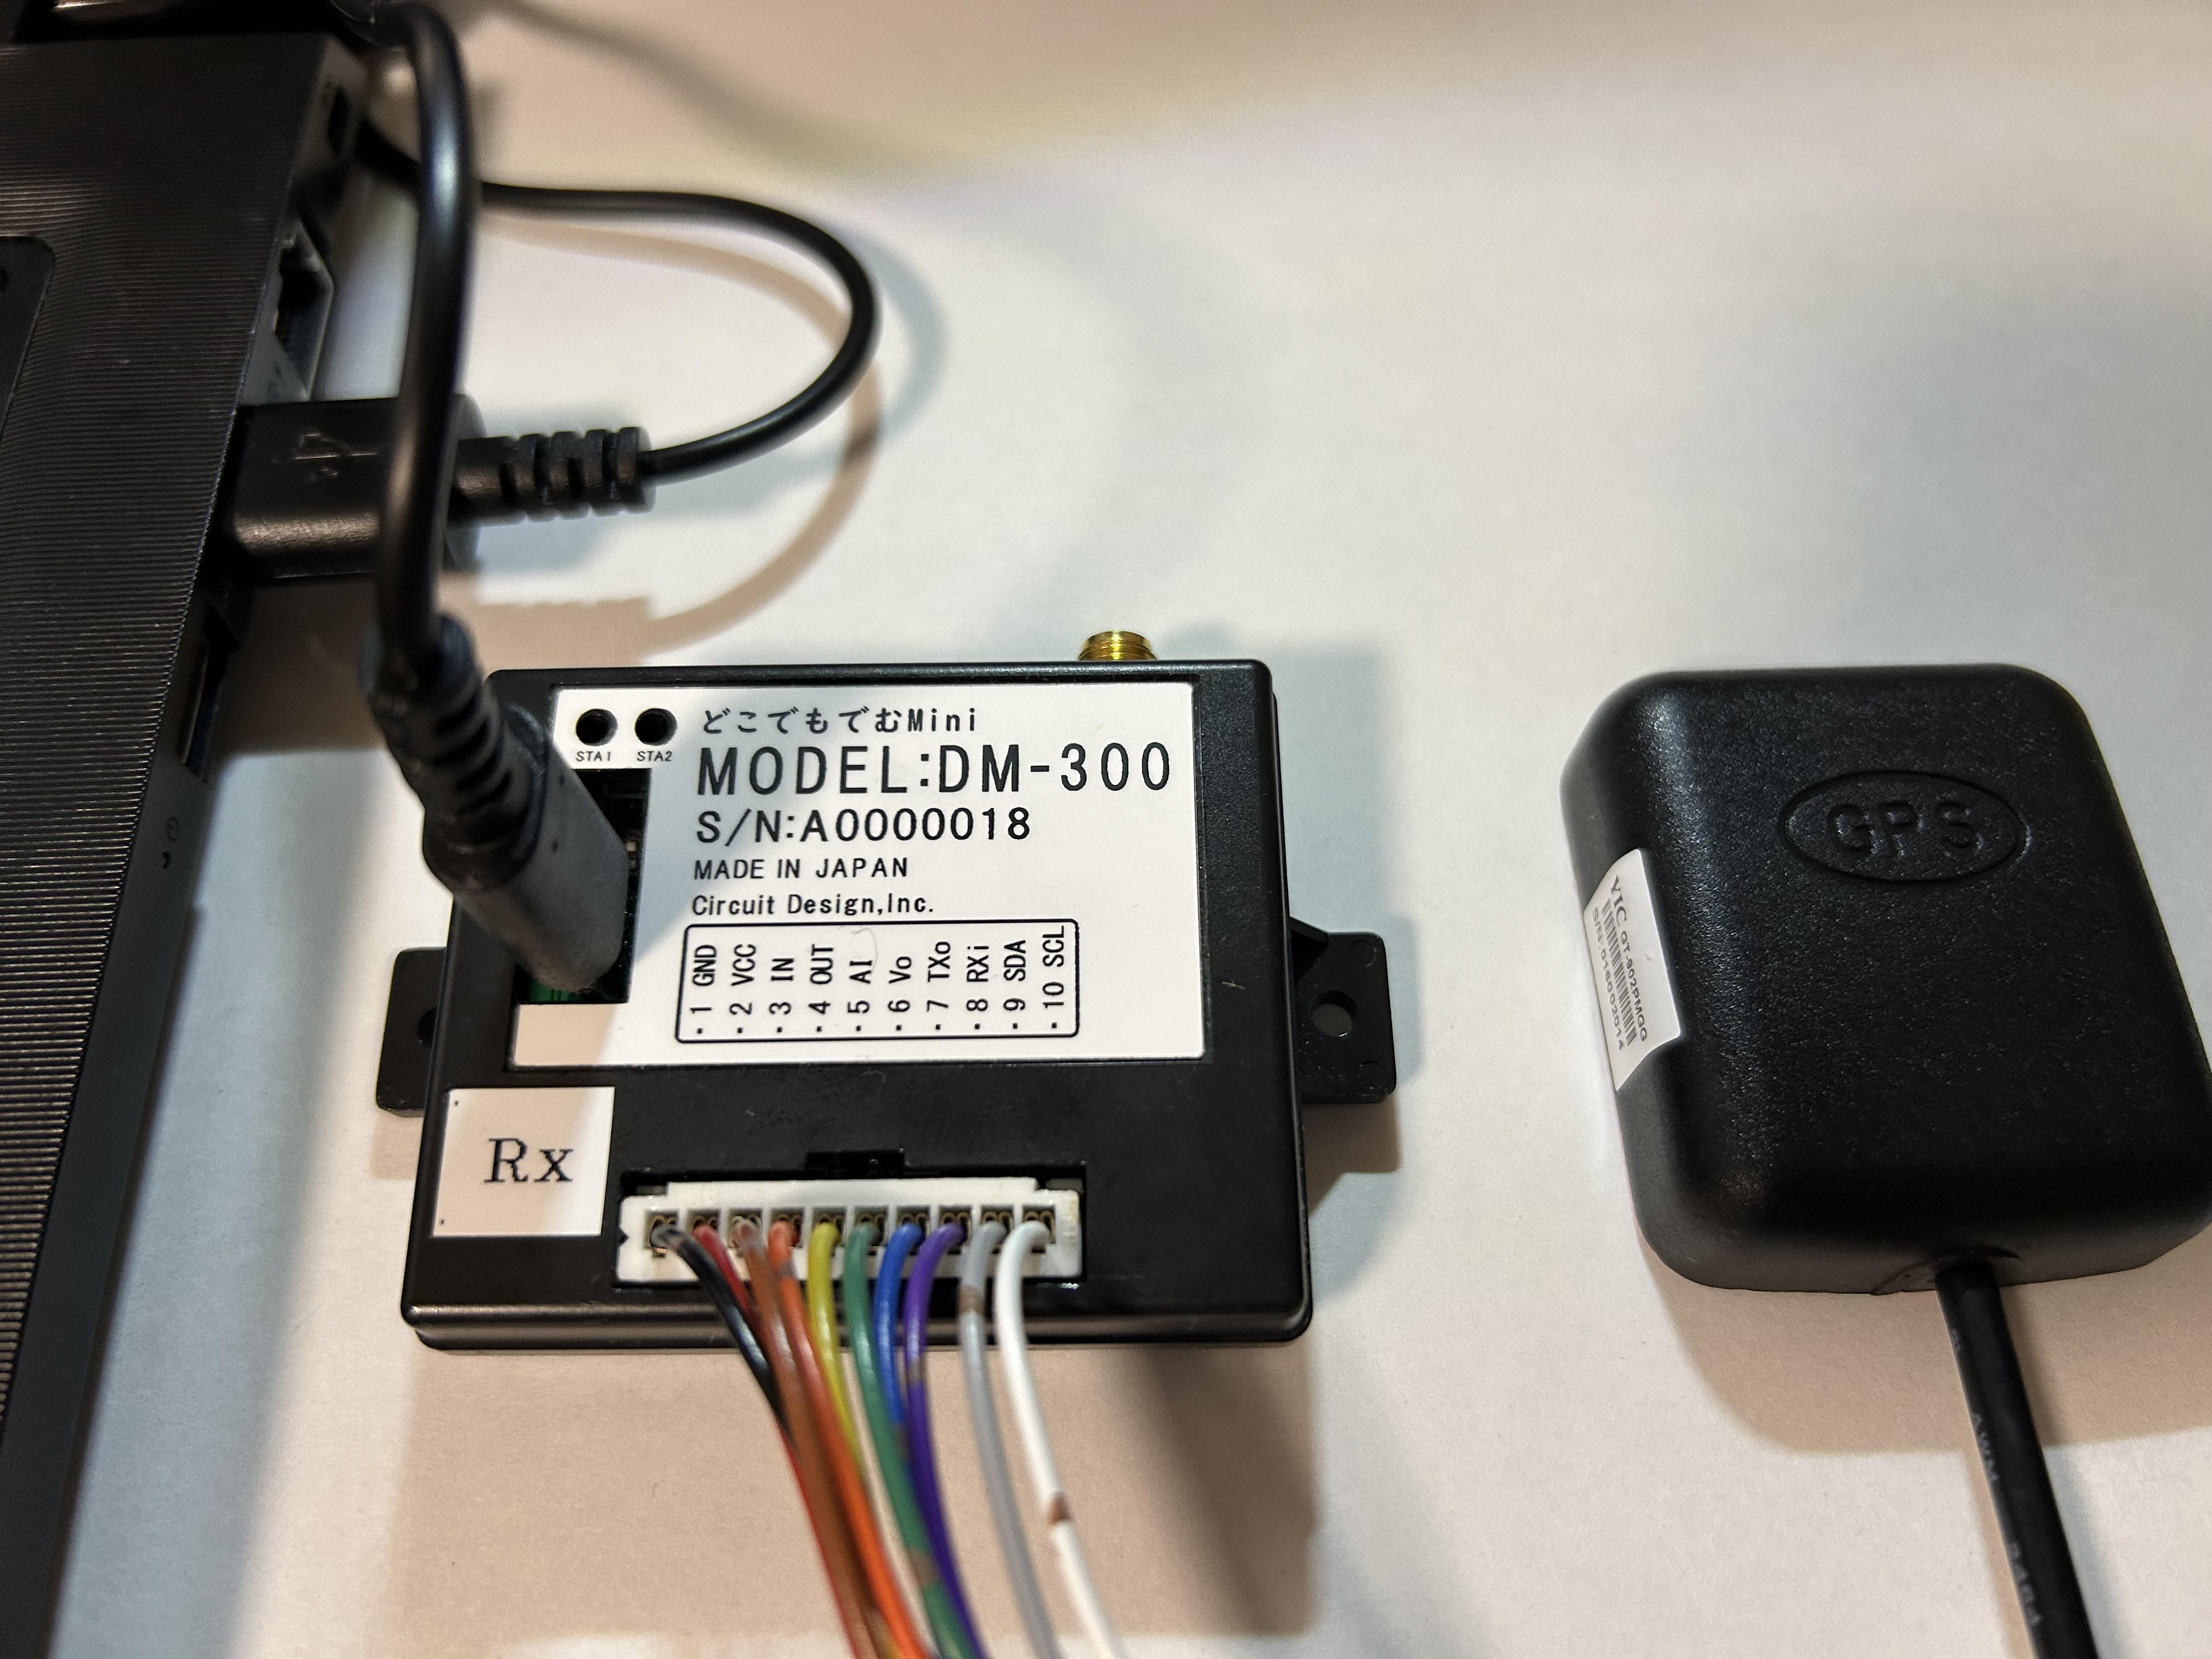 どこでもでむMini
STA1 STA2
MODEL:DM-300
S/N:A0000018
MADE IN JAPAN
Circuit Design,Inc.
・1 GND
・2 VCC
・3 IN
・4 OUT
・5 AI
・6 Vo
・7 TXo
・8 RXi
・9 SDA
・10 SCL
Rx
GPS
YIC GT-902PMGG
AWM